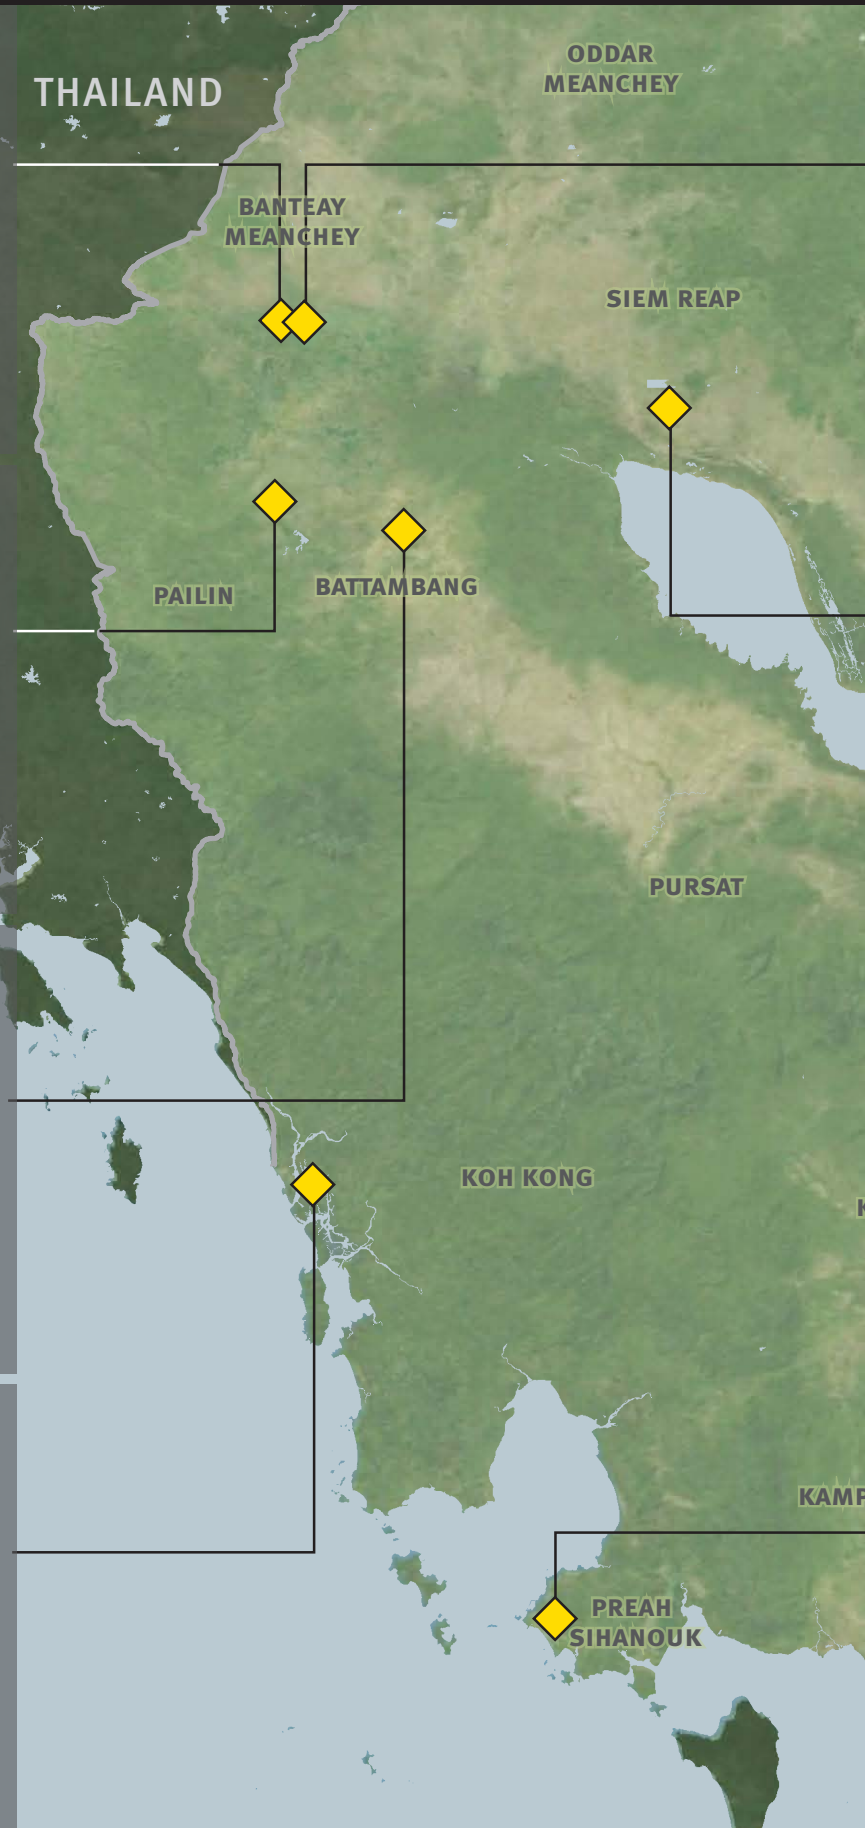 ODDAR
MEANCHEY
THAILAND
BANTEAY
MEANCHEY
SIEM REAP
PAILIN
BATTAMBANG
PURSAT
KOH KONG
K
KAMP
PREAH
SIHANOUK